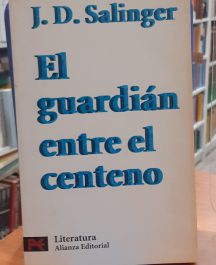 J. D. Salinger
El
guardián
entre el
centeno
Literatura
Alianza Editorial